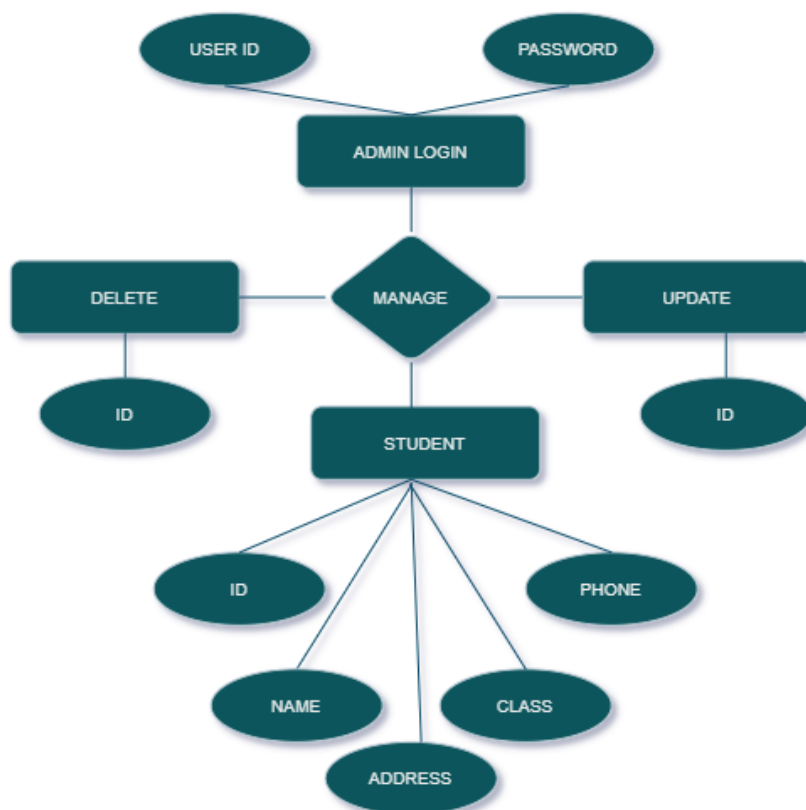 USER ID
PASSWORD
ADMIN LOGIN
DELETE
MANAGE
UPDATE
ID
ID
STUDENT
ID
PHONE
NAME
CLASS
ADDRESS